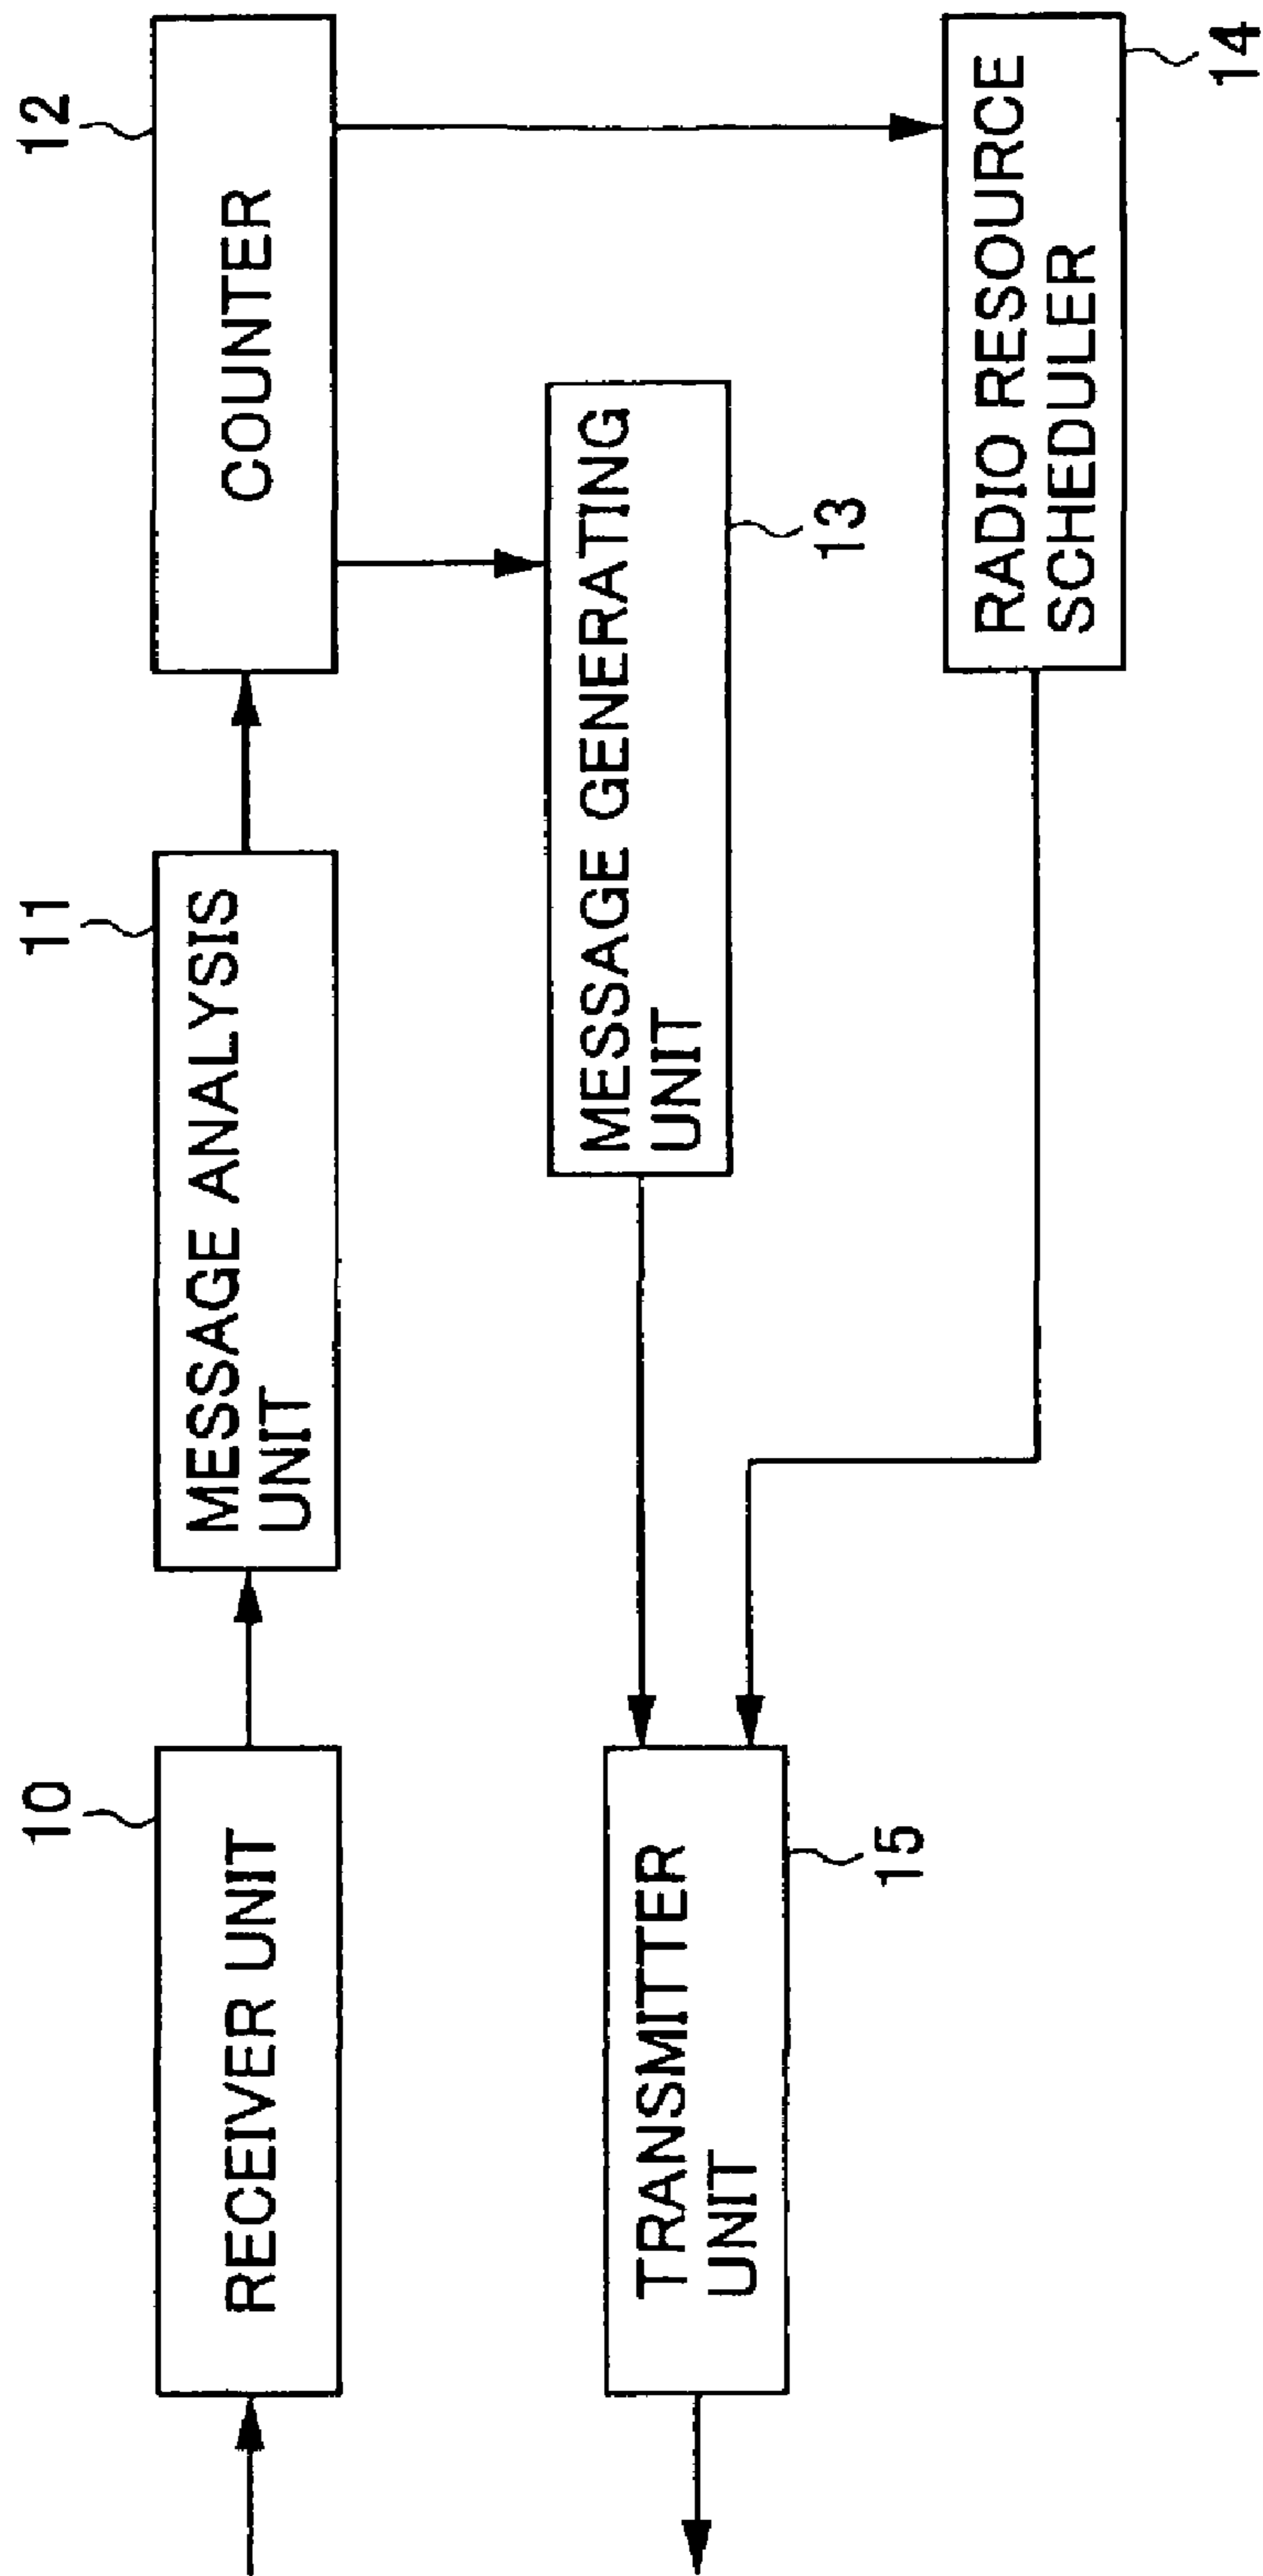 10
RECEIVER UNIT
11
MESSAGE ANALYSIS
UNIT
12
COUNTER
MESSAGE GENERATING
UNIT
13
RADIO RESOURCE
SCHEDULER
14
TRANSMITTER
UNIT
15